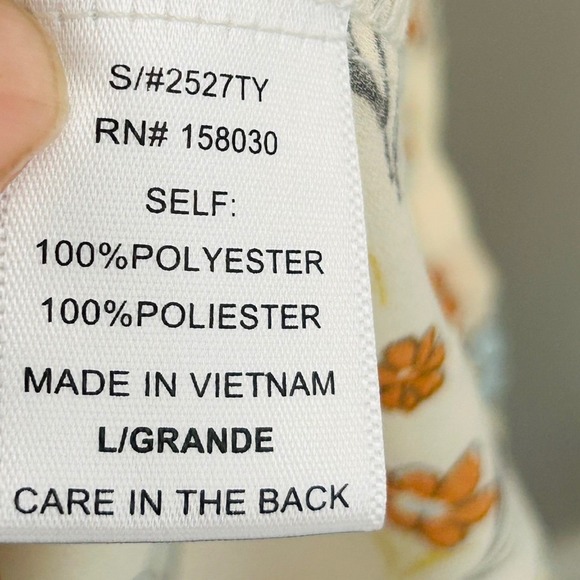 S/#2527TY
RN# 158030
SELF:
100%POLYESTER
100%POLIESTER
MADE IN VIETNAM
L/GRANDE
CARE IN THE BACK